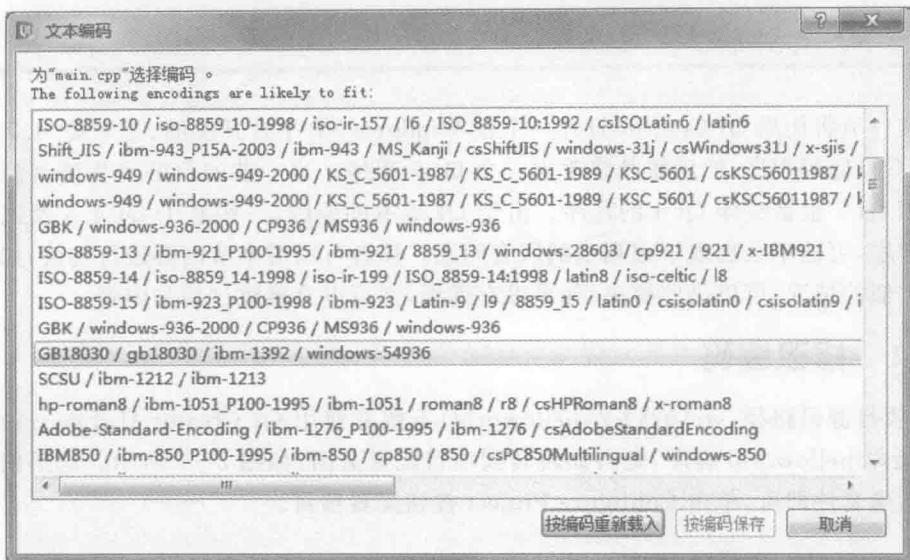 文本编码
为"main.cpp"选择编码 。
The following encodings are likely to fit:
ISO-8859-10 / iso-8859_10-1998 / iso-ir-157 / l6 / ISO_8859-10:1992 / csISOLatin6 / latin6
Shift_JIS / ibm-943_P15A-2003 / ibm-943 / MS_Kanji / csShiftJIS / windows-31j / csWindows31J / x-sjis /
windows-949 / windows-949-2000 / KS_C_5601-1987 / KS_C_5601-1989 / KSC_5601 / csKSC56011987 /
windows-949 / windows-949-2000 / KS_C_5601-1987 / KS_C_5601-1989 / KSC_5601 / csKSC56011987 /
GBK / windows-936-2000 / CP936 / MS936 / windows-936
ISO-8859-13 / ibm-921_P100-1995 / ibm-921 / 8859_13 / windows-28603 / cp921 / 921 / x-IBM921
ISO-8859-14 / iso-8859_14-1998 / iso-ir-199 / ISO_8859-14:1998 / latin8 / iso-celtic / l8
ISO-8859-15 / ibm-923_P100-1998 / ibm-923 / Latin-9 / l9 / 8859_15 / latin0 / csisolatin0 / csisolatin9 / i
GBK / windows-936-2000 / CP936 / MS936 / windows-936
GB18030 / gb18030 / ibm-1392 / windows-54936
SCSU / ibm-1212 / ibm-1213
hp-roman8 / ibm-1051_P100-1995 / ibm-1051 / roman8 / r8 / csHPRoman8 / x-roman8
Adobe-Standard-Encoding / ibm-1276_P100-1995 / ibm-1276 / csAdobeStandardEncoding
IBM850 / ibm-850_P100-1995 / ibm-850 / cp850 / 850 / csPC850Multilingual / windows-850
按编码重新载入 按编码保存 取消